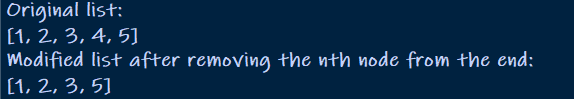 Original list:
[1, 2, 3, 4, 5]
Modified list after removing the nth node from the end:
[1, 2, 3, 5]